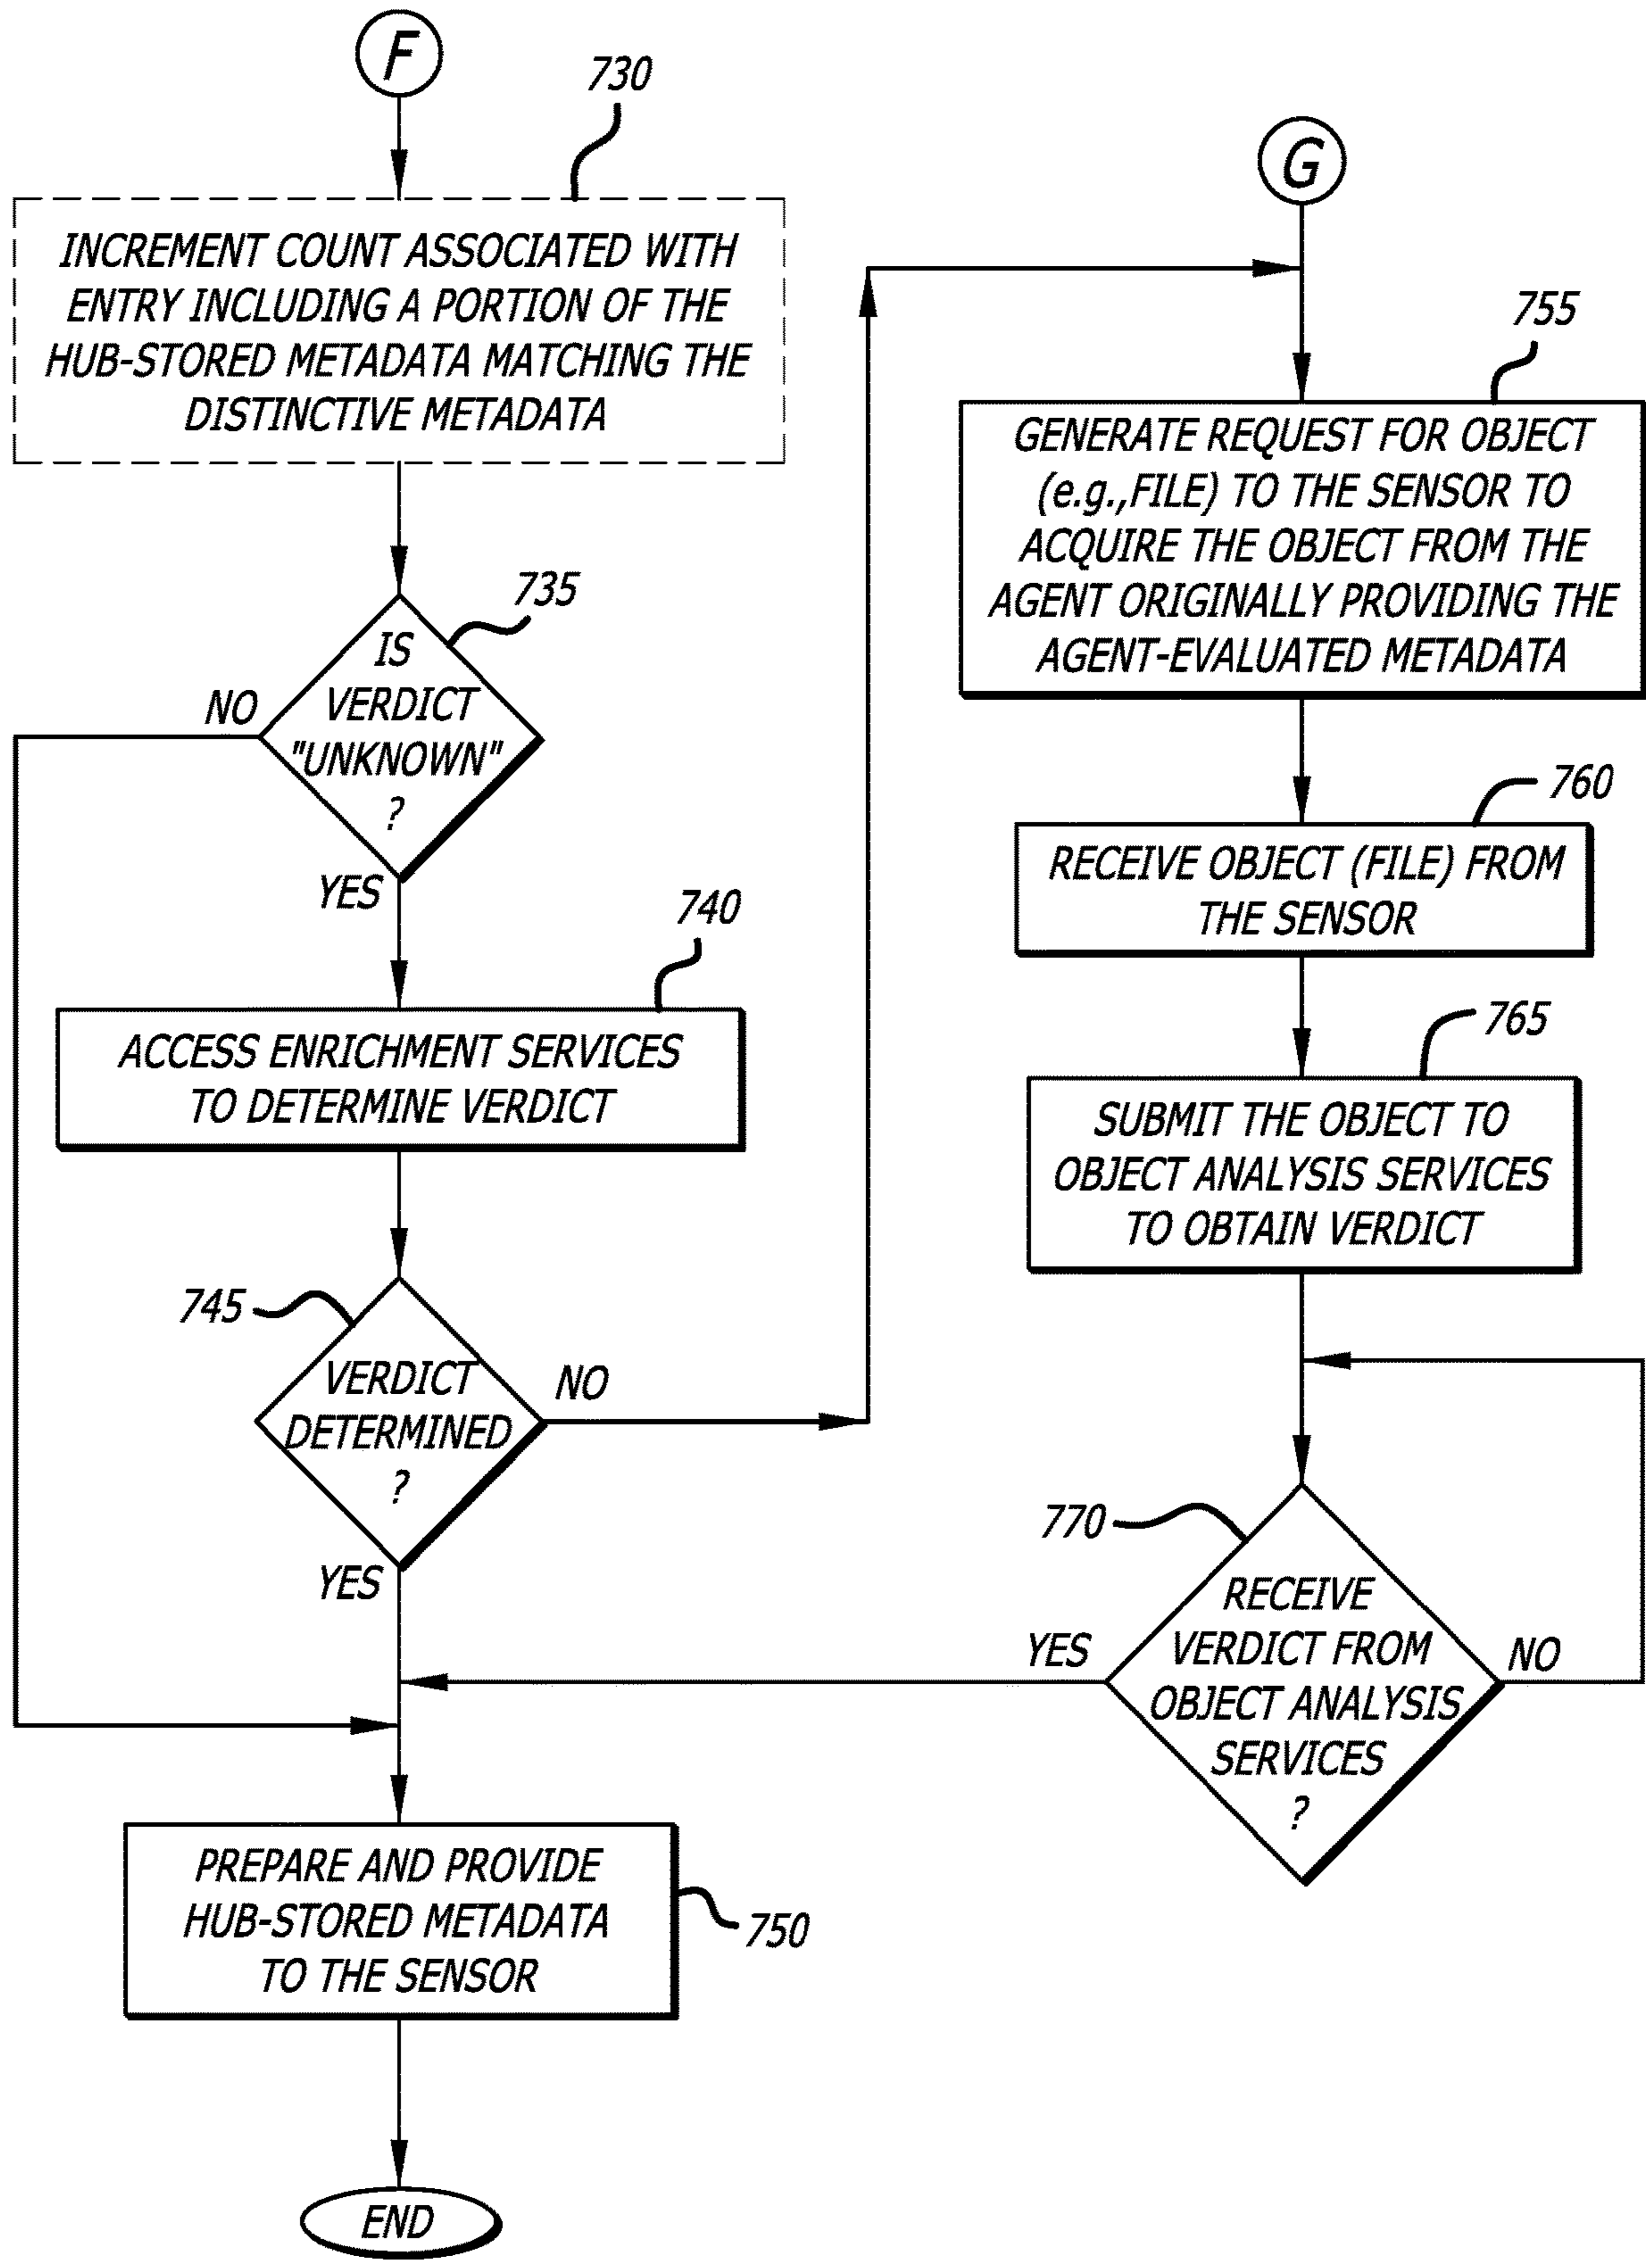 F
730
INCREMENT COUNT ASSOCIATED WITH
ENTRY INCLUDING A PORTION OF THE
HUB-STORED METADATA MATCHING THE
DISTINCTIVE METADATA
735
IS
VERDICT
"UNKNOWN"
?
NO
YES
740
ACCESS ENRICHMENT SERVICES
TO DETERMINE VERDICT
745
VERDICT
DETERMINED
?
NO
YES
PREPARE AND PROVIDE
HUB-STORED METADATA
TO THE SENSOR
750
END
G
755
GENERATE REQUEST FOR OBJECT
(e.g.,FILE) TO THE SENSOR TO
ACQUIRE THE OBJECT FROM THE
AGENT ORIGINALLY PROVIDING THE
AGENT-EVALUATED METADATA
760
RECEIVE OBJECT (FILE) FROM
THE SENSOR
765
SUBMIT THE OBJECT TO
OBJECT ANALYSIS SERVICES
TO OBTAIN VERDICT
770
RECEIVE
VERDICT FROM
OBJECT ANALYSIS
SERVICES
?
YES
NO